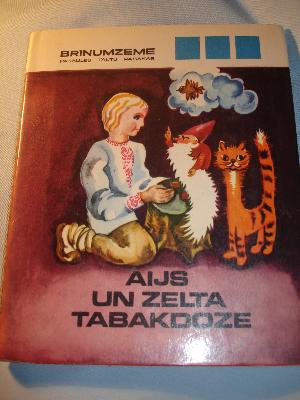 BRĪNUMZEME
PASAULES TAUTU PASAKAS
AIJS
UN ZELTA
TABAKDOZE